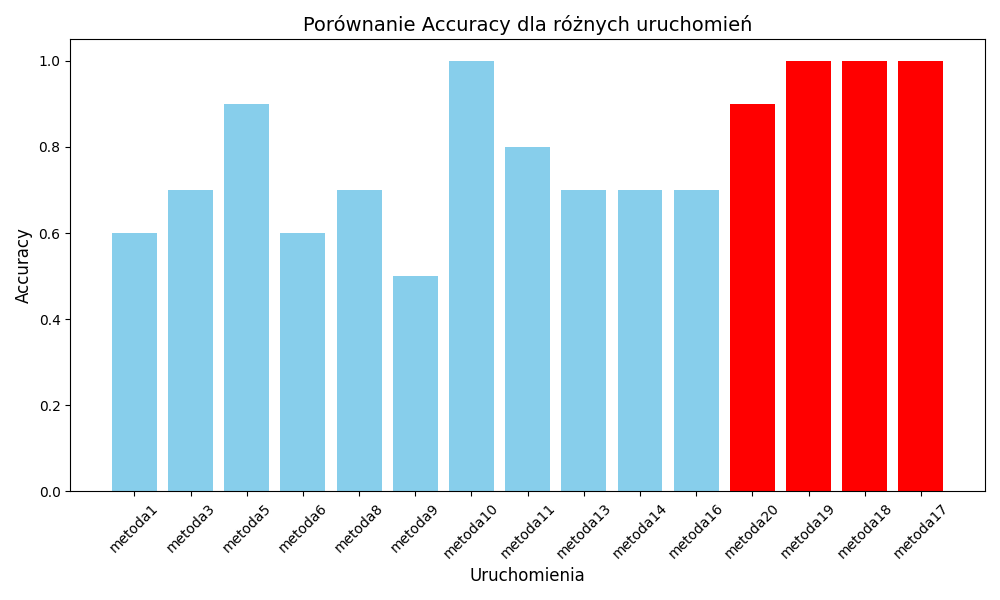 Porównanie Accuracy dla różnych uruchomień
Accuracy
1.0
0.8
0.6
0.4
0.2
0.0
metoda1
metoda3
metoda5
metoda6
metoda8
metoda9
metoda10
metoda11
metoda13
metoda14
metoda16
metoda20
metoda19
metoda18
metoda17
Uruchomienia